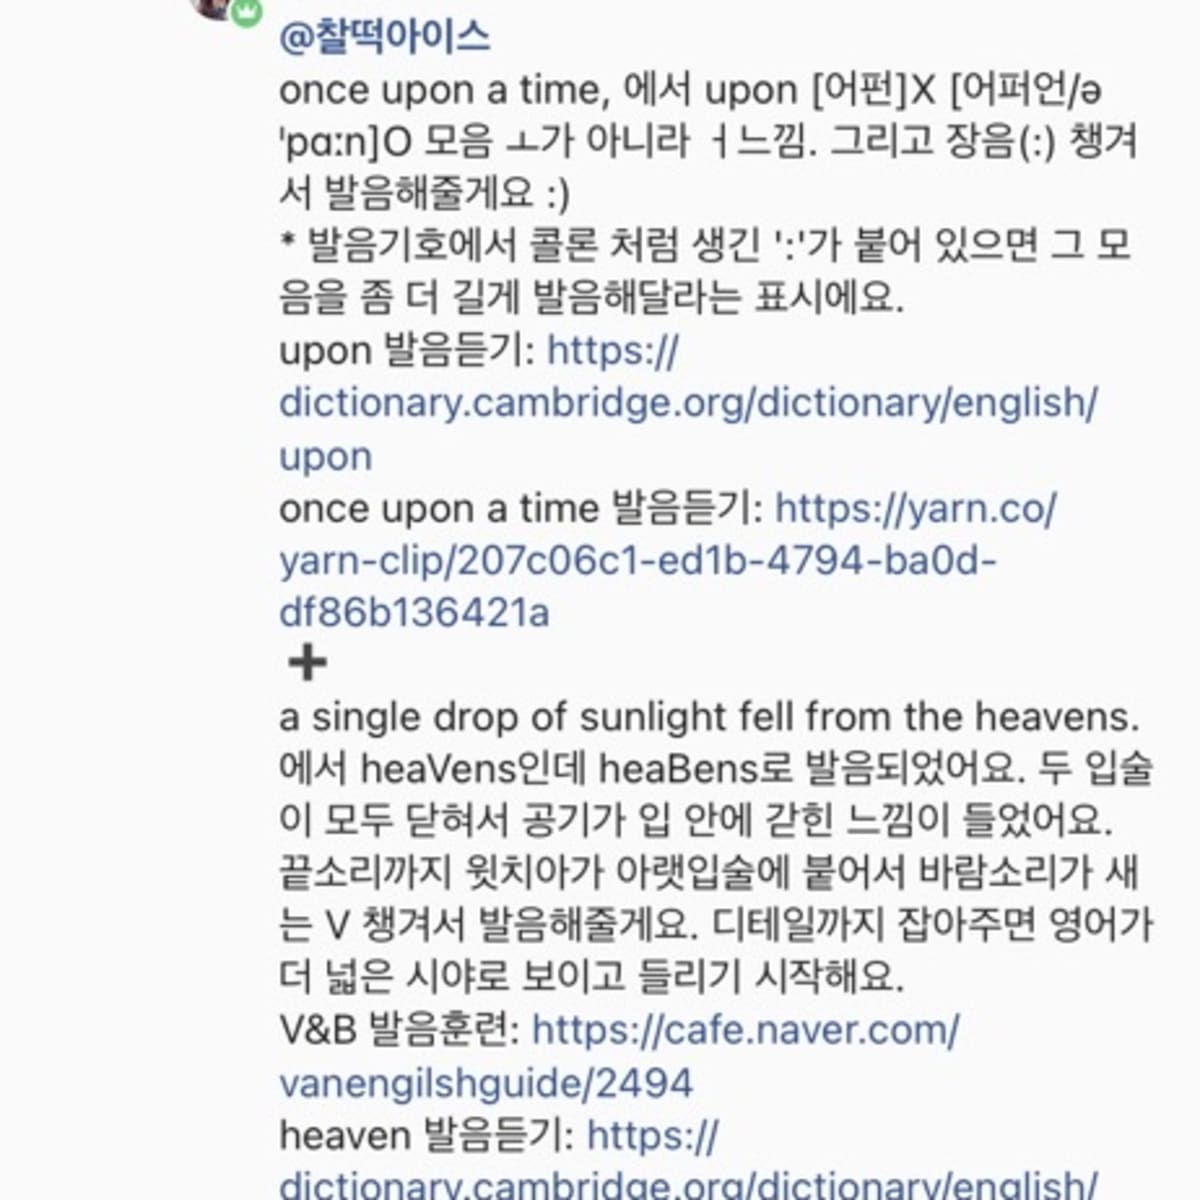 @찰떡아이스
once upon a time, 에서 upon [어펀]X [어퍼언/ə
ˈpɑːn]O 모음 ㅗ가 아니라 ㅓ느낌. 그리고 장음(:) 챙겨
서 발음해줄게요 :)
* 발음기호에서 콜론 처럼 생긴 ':'가 붙어 있으면 그 모
음을 좀 더 길게 발음해달라는 표시에요.
upon 발음듣기: https://
dictionary.cambridge.org/dictionary/english/
upon
once upon a time 발음듣기: https://yarn.co/
yarn-clip/207c06c1-ed1b-4794-ba0d-
df86b136421a
➕
a single drop of sunlight fell from the heavens.
에서 heaVens인데 heaBens로 발음되었어요. 두 입술
이 모두 닫혀서 공기가 입 안에 갇힌 느낌이 들었어요.
끝소리까지 윗치아가 아랫입술에 붙어서 바람소리가 새
는 V 챙겨서 발음해줄게요. 디테일까지 잡아주면 영어가
더 넓은 시야로 보이고 들리기 시작해요.
V&B 발음훈련: https://cafe.naver.com/
vanengilshguide/2494
heaven 발음듣기: https://
dictionary.cambridge.org/dictionary/english/